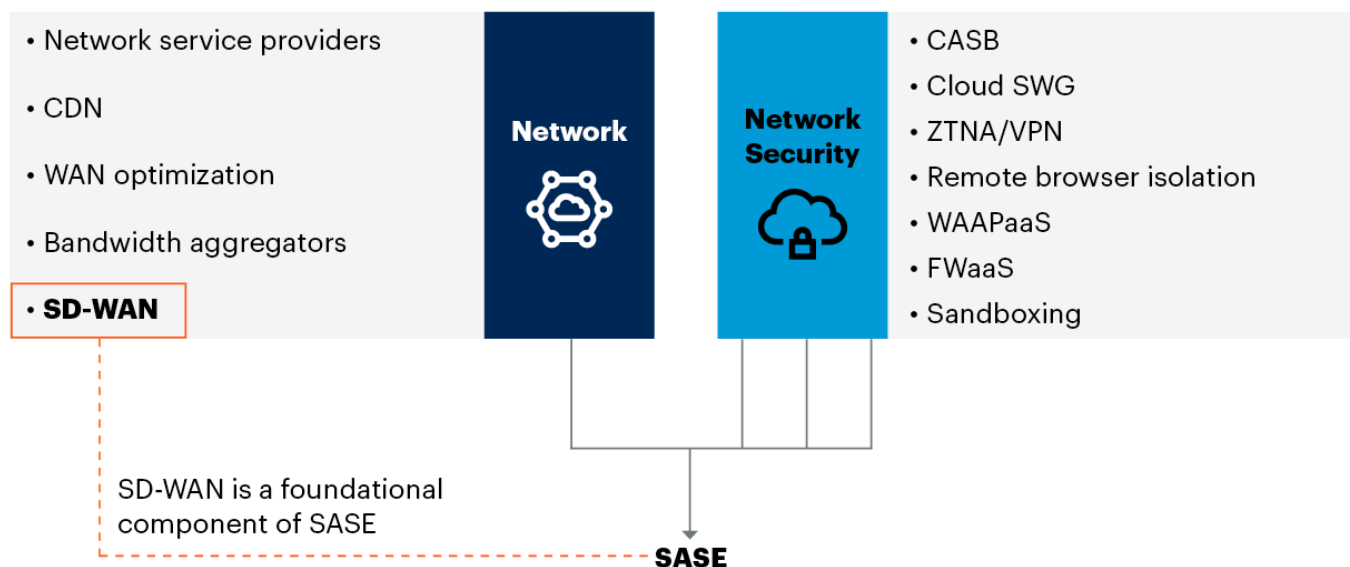 • Network service providers
• CDN
• WAN optimization
• Bandwidth aggregators
• SD-WAN
Network
Network
Security
• CASB
• Cloud SWG
• ZTNA/VPN
• Remote browser isolation
• WAAPaaS
• FWaaS
• Sandboxing
SD-WAN is a foundational
component of SASE
SASE